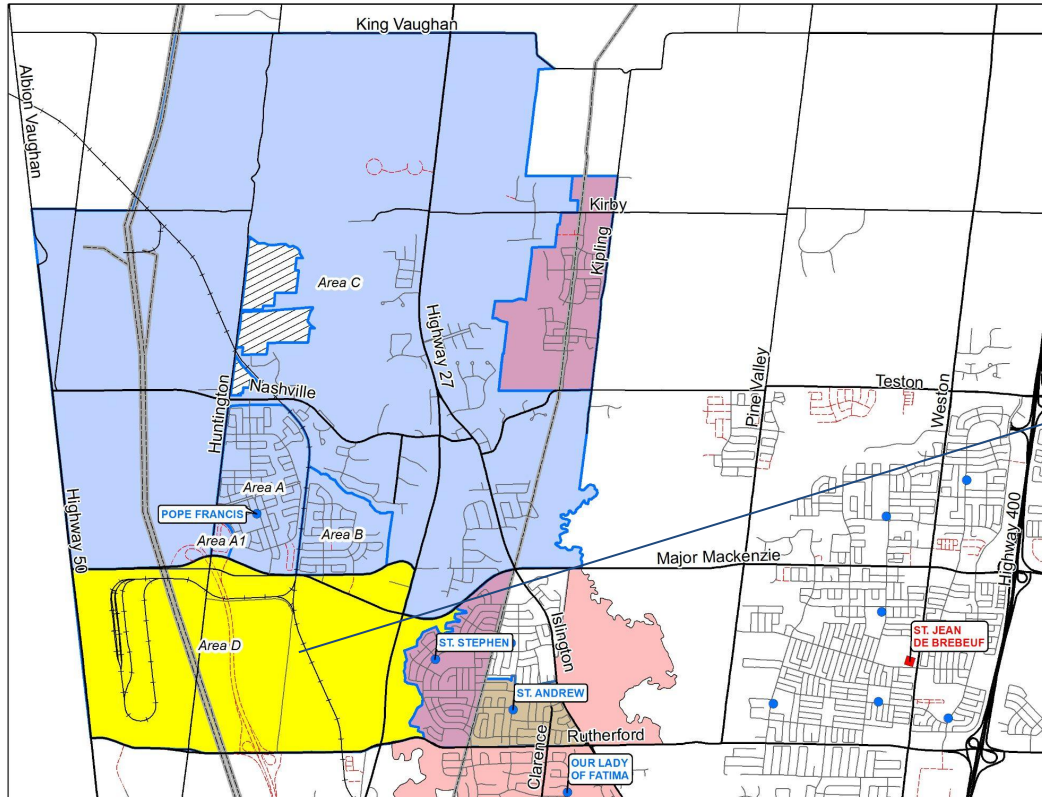 King Vaughan
Albion Vaughan
Kirby
Kipling
Area C
Highway 27
Nashville
Teston
Huntington
Pine Valley
Weston
Area A
POPE FRANCIS
Highway 50
Area A1
Area B
Highway 400
Major Mackenzie
Islington
Area D
ST. STEPHEN
ST. JEAN
DE BREBEUF
ST. ANDREW
Clarence
Rutherford
OUR LADY
OF FATIMA